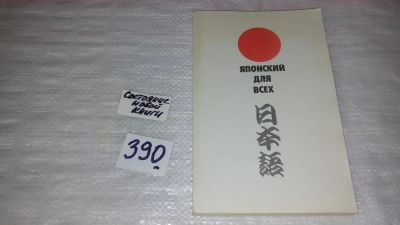 Состояние
новой
книги
390
ЯПОНСКИЙ
ДЛЯ
ВСЕХ
日本語